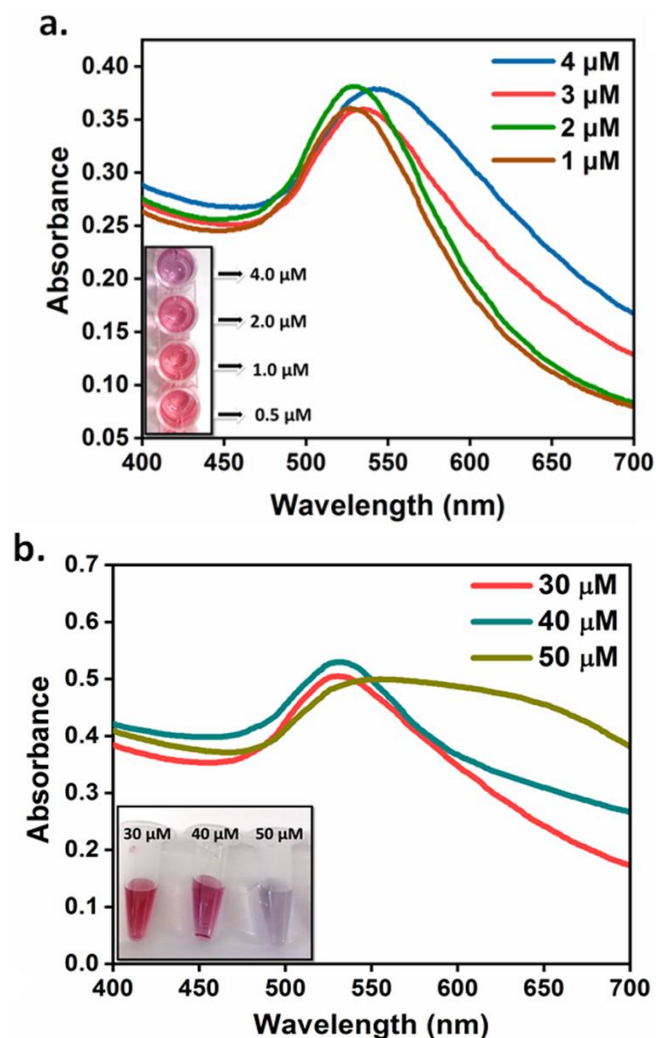 a.
0.40
0.35
0.30
0.25
0.20
0.15
0.10
0.05
Absorbance
4 µM
3 µM
2 µM
1 µM
4.0 µM
2.0 µM
1.0 µM
0.5 µM
400 450 500 550 600 650 700
Wavelength (nm)
b.
0.7
0.6
0.5
0.4
0.3
0.2
0.1
0.0
Absorbance
30 µM
40 µM
50 µM
30 µM 40 µM 50 µM
400 450 500 550 600 650 700
Wavelength (nm)